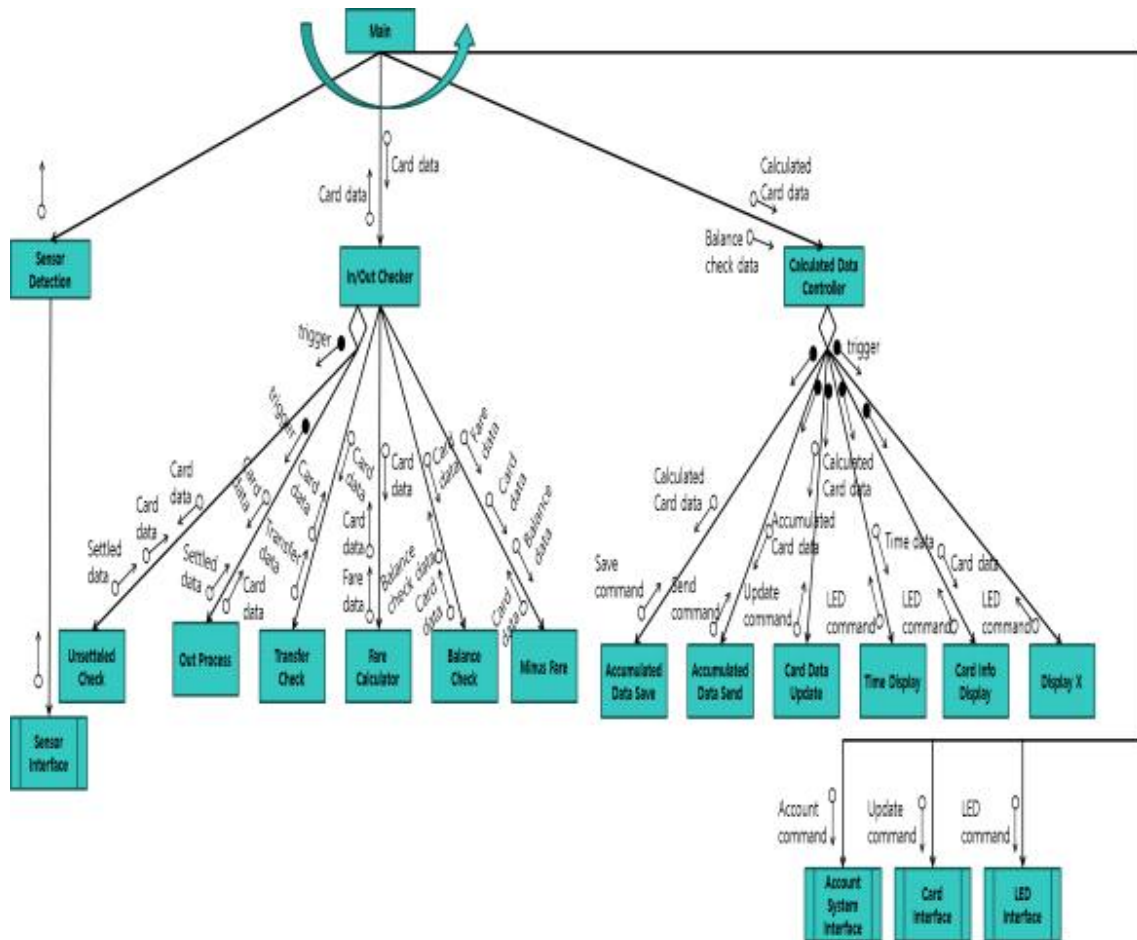 Main
Card data
Card data
Calculated
Card data
Balance
check data
Sensor
Detection
In/Out Checker
Calculated Data
Controller
trigger
trigger
trigger
Card
data
Card
data
Settled
data
Card
data
Settled
data
Card
data
Card
data
Transfer
data
Card
data
Card
data
Card
data
Fare
data
Card
data
Balance
check data
Card
data
Fare
data
Card
data
Balance
data
Card
data
Calculated
Card data
Save
command
Accumulated
Card data
Send
command
Calculated
Card data
Update
command
Time data
LED
command
Card data
LED
command
LED
command
Unsettaled
Check
Out Process
Transfer
Check
Fare
Calculator
Balance
Check
Minus Fare
Accumulated
Data Save
Accumulated
Data Send
Card Data
Update
Time Display
Card Info
Display
Display X
Sensor
Interface
Account
command
Update
command
LED
command
Account
System
Interface
Card
Interface
LED
Interface